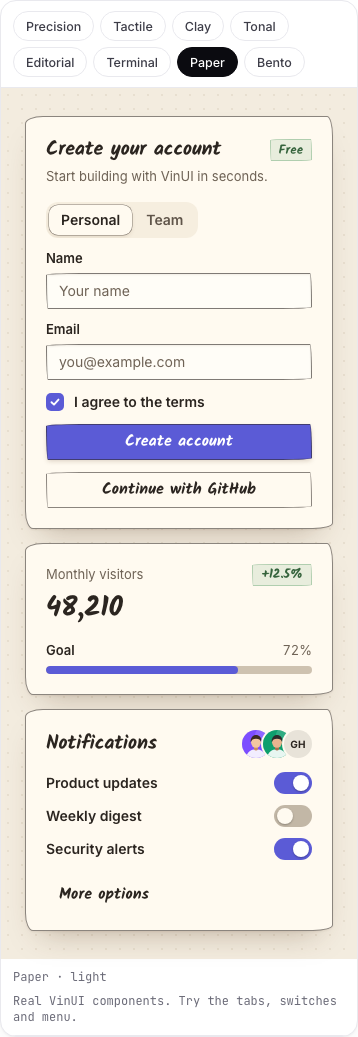 Precision Tactile Clay Tonal
Editorial Terminal Paper Bento
Create your account Free
Start building with VinUI in seconds.
Personal Team
Name
Your name
Email
you@example.com
I agree to the terms
Create account
Continue with GitHub
Monthly visitors +12.5%
48,210
Goal 72%
Notifications GH
Product updates
Weekly digest
Security alerts
More options
Paper · light
Real VinUI components. Try the tabs, switches
and menu.